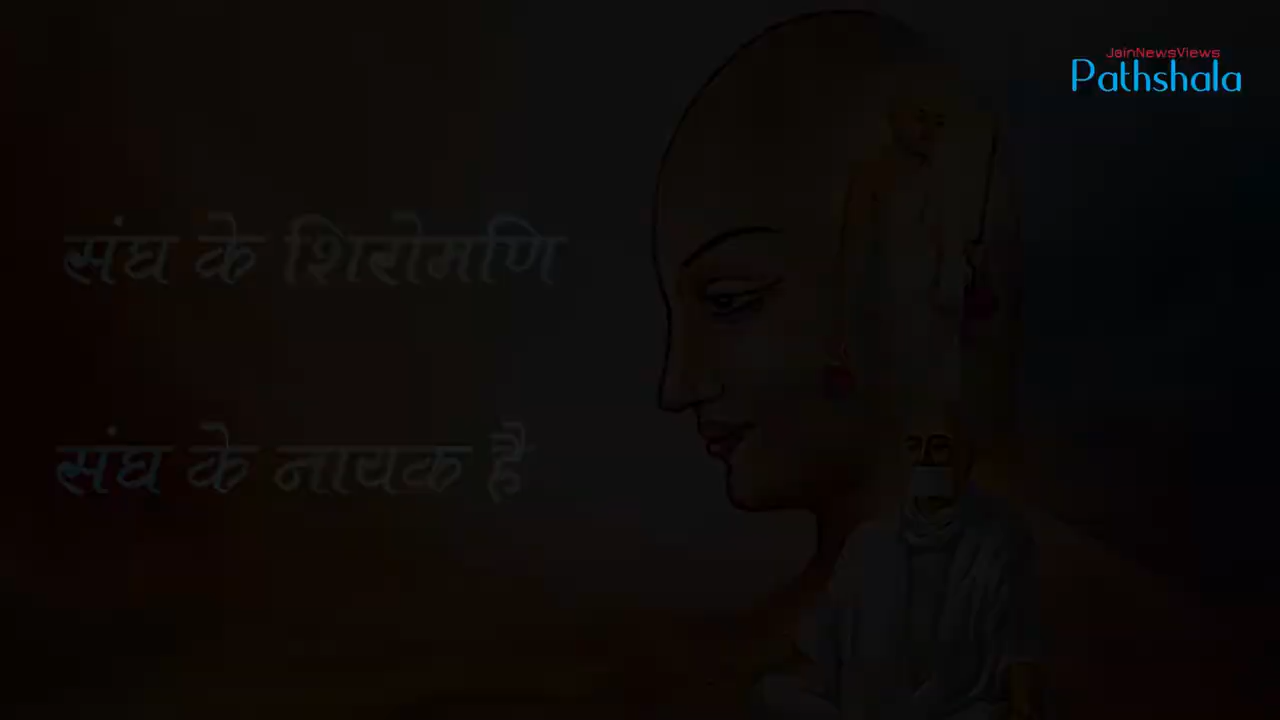 JainNewsViews
Pathshala
संघ के शिरोमणि
संघ के नायक है